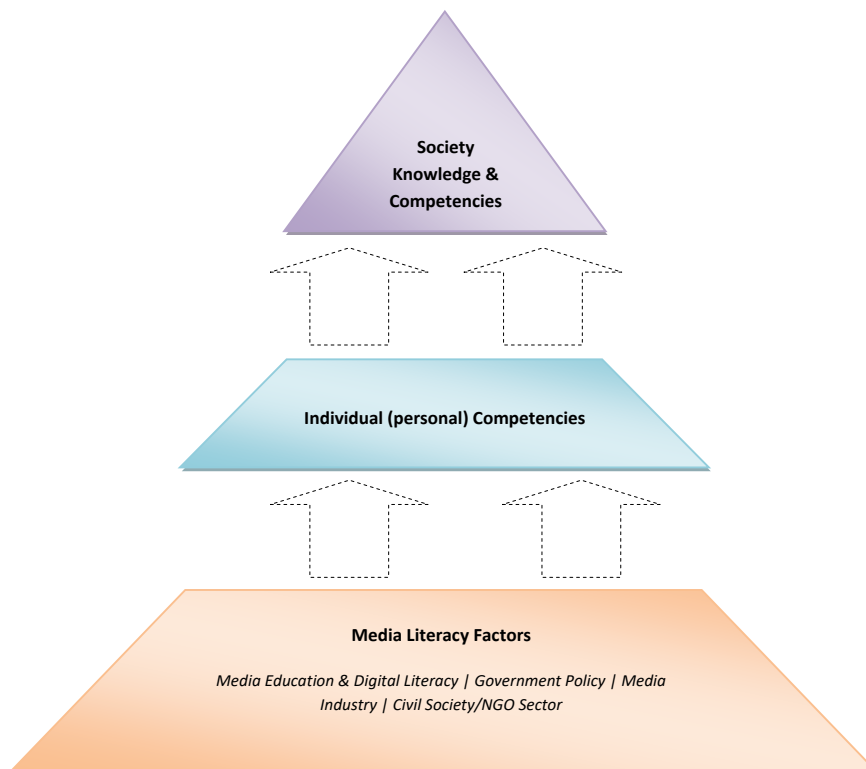 Society
Knowledge &
Competencies
Individual (personal) Competencies
Media Literacy Factors
Media Education & Digital Literacy | Government Policy | Media
Industry | Civil Society/NGO Sector